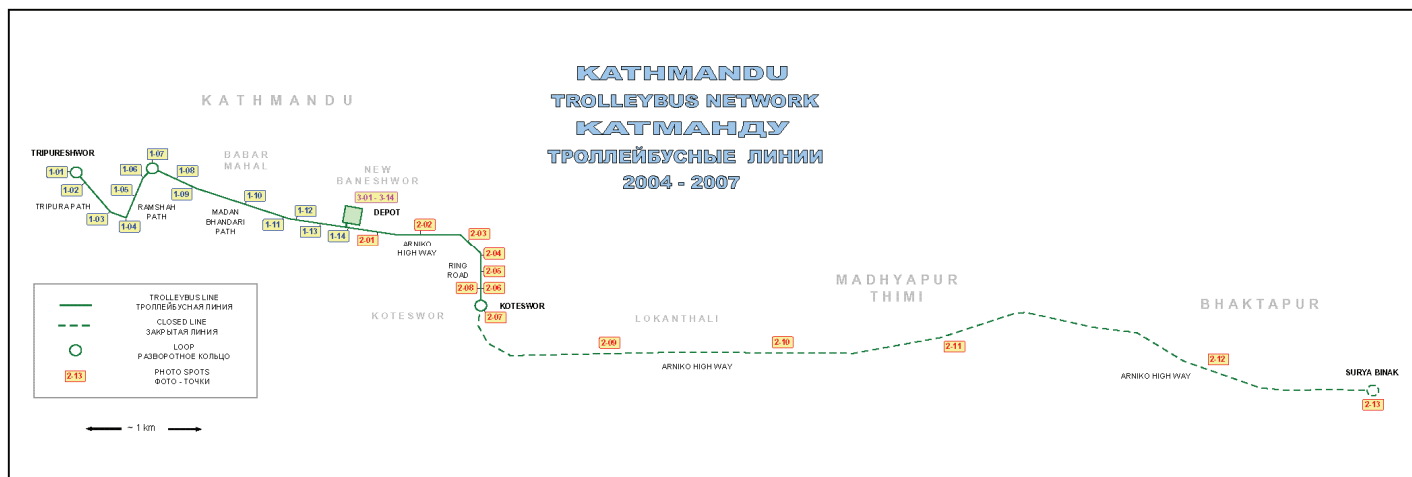 KATHMANDU
TROLLEYBUS NETWORK
КАТМАНДУ
ТРОЛЛЕЙБУСНЫЕ ЛИНИИ
2004 - 2007
KATHMANDU
TRIPURESHWOR
1-01
1-02
TRIPURA PATH
1-03
1-04
1-05
RAMSHAH
PATH
1-06
1-07
1-08
1-09
BABAR
MAHAL
MADAN
BHANDARI
PATH
1-10
1-11
1-12
1-13
1-14
NEW
BANESHWOR
3-01 - 3-14
DEPOT
2-01
2-02
ARNIKO
HIGH WAY
2-03
2-04
2-05
RING
ROAD
2-08
2-06
KOTESWOR
KOTESWOR
2-07
LOKANTHALI
2-09
ARNIKO HIGH WAY
2-10
MADHYAPUR
THIMI
2-11
BHAKTAPUR
2-12
ARNIKO HIGH WAY
SURYA BINAK
2-13
TROLLEYBUS LINE
ТРОЛЛЕЙБУСНАЯ ЛИНИЯ
CLOSED LINE
ЗАКРЫТАЯ ЛИНИЯ
LOOP
РАЗВОРОТНОЕ КОЛЬЦО
2-13
PHOTO SPOTS
ФОТО - ТОЧКИ
~ 1 km